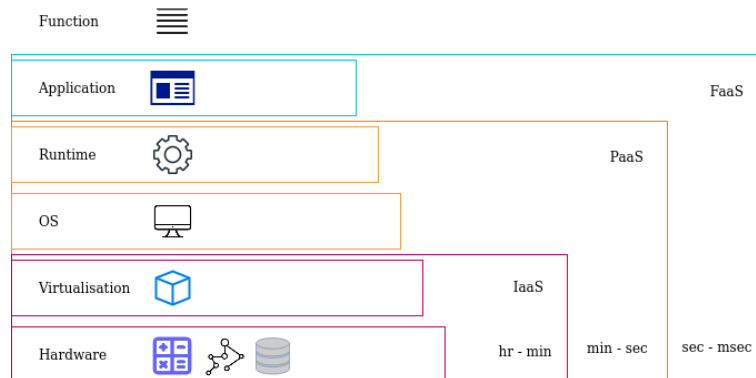 Function
Application
FaaS
Runtime
PaaS
OS
Virtualisation
IaaS
Hardware
hr - min
min - sec
sec - msec